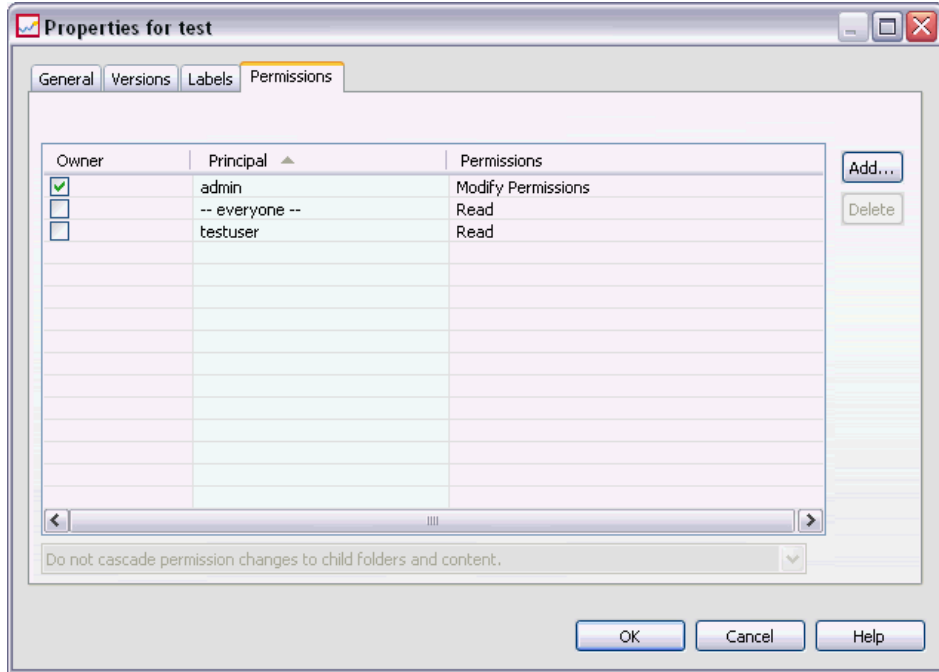 Properties for test
General Versions Labels Permissions
Owner Principal Permissions
admin Modify Permissions
-- everyone -- Read
testuser Read
Add...
Delete
Do not cascade permission changes to child folders and content.
OK Cancel Help